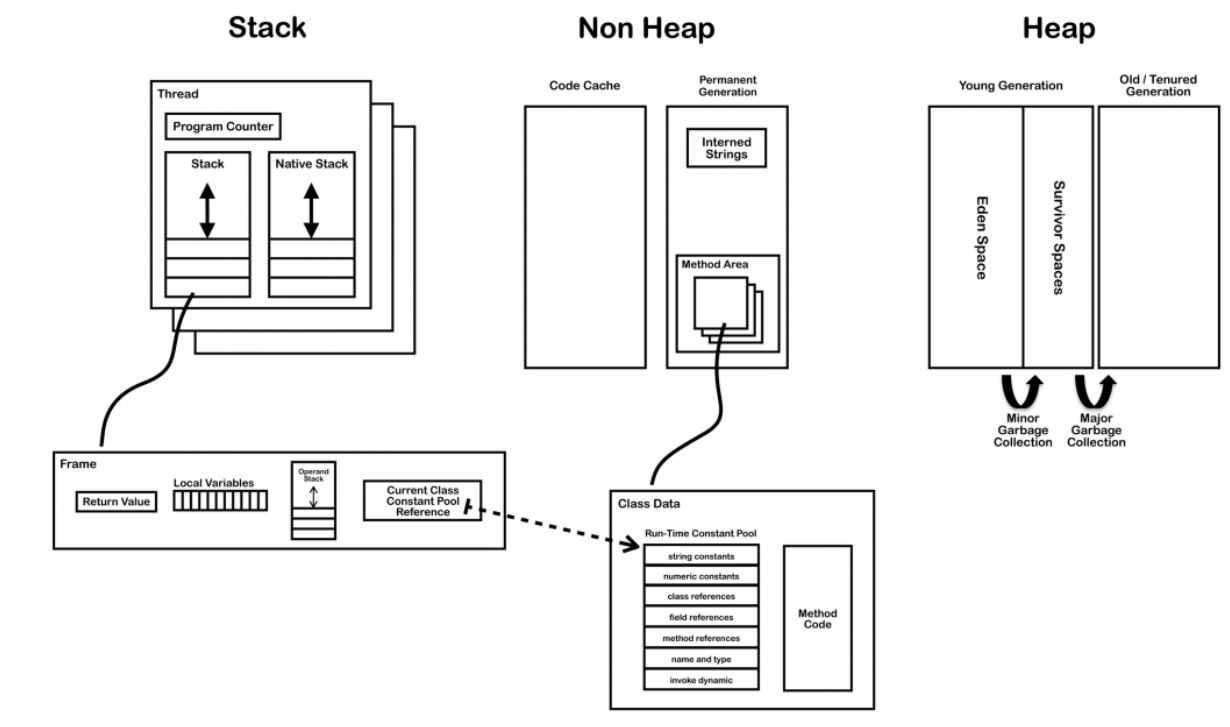 Stack
Non Heap
Heap
Thread
Program Counter
Stack
Native Stack
Code Cache
Permanent
Generation
Interned
Strings
Method Area
Young Generation
Old / Tenured
Generation
Eden Space
Survivor Spaces
Minor
Garbage
Collection
Major
Garbage
Collection
Frame
Return Value
Local Variables
Operand
Stack
Current Class
Constant Pool
Reference
Class Data
Run-Time Constant Pool
string constants
numeric constants
class references
field references
method references
name and type
invoke dynamic
Method
Code